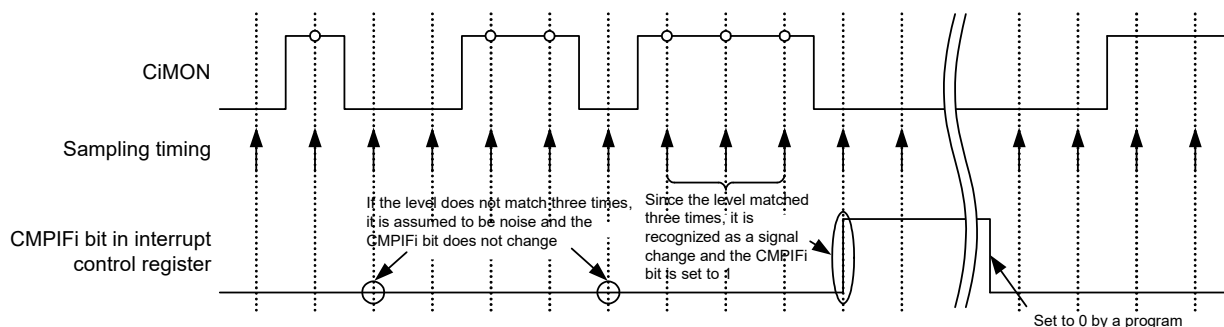 CiMON
Sampling timing
If the level does not match three times,
it is assumed to be noise and the
CMPIFi bit does not change
Since the level matched
three times, it is
recognized as a signal
change and the CMPIFi
bit is set to 1
CMPIFi bit in interrupt
control register
Set to 0 by a program